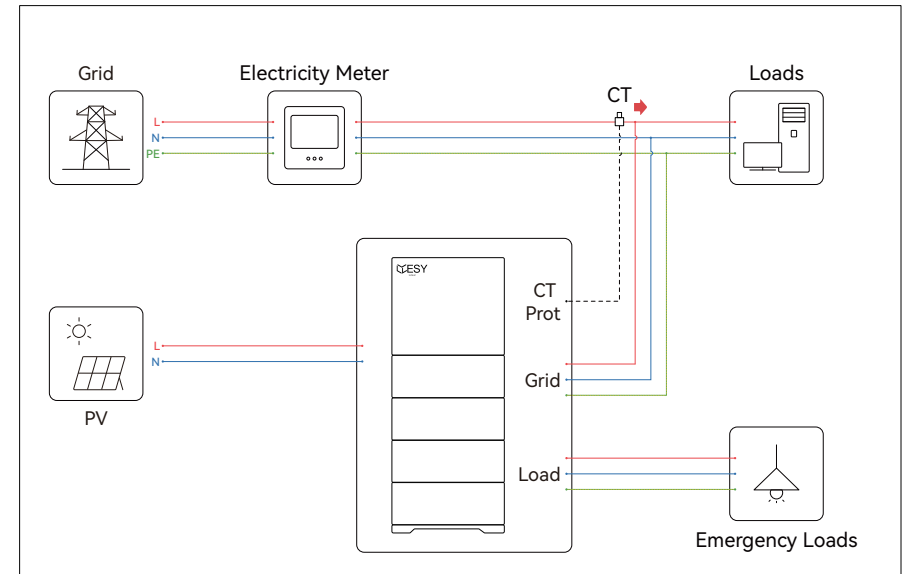 Grid
Electricity Meter
Loads
CT
L
N
PE
ESY
CT
Prot
L
N
Grid
PV
Load
Emergency Loads